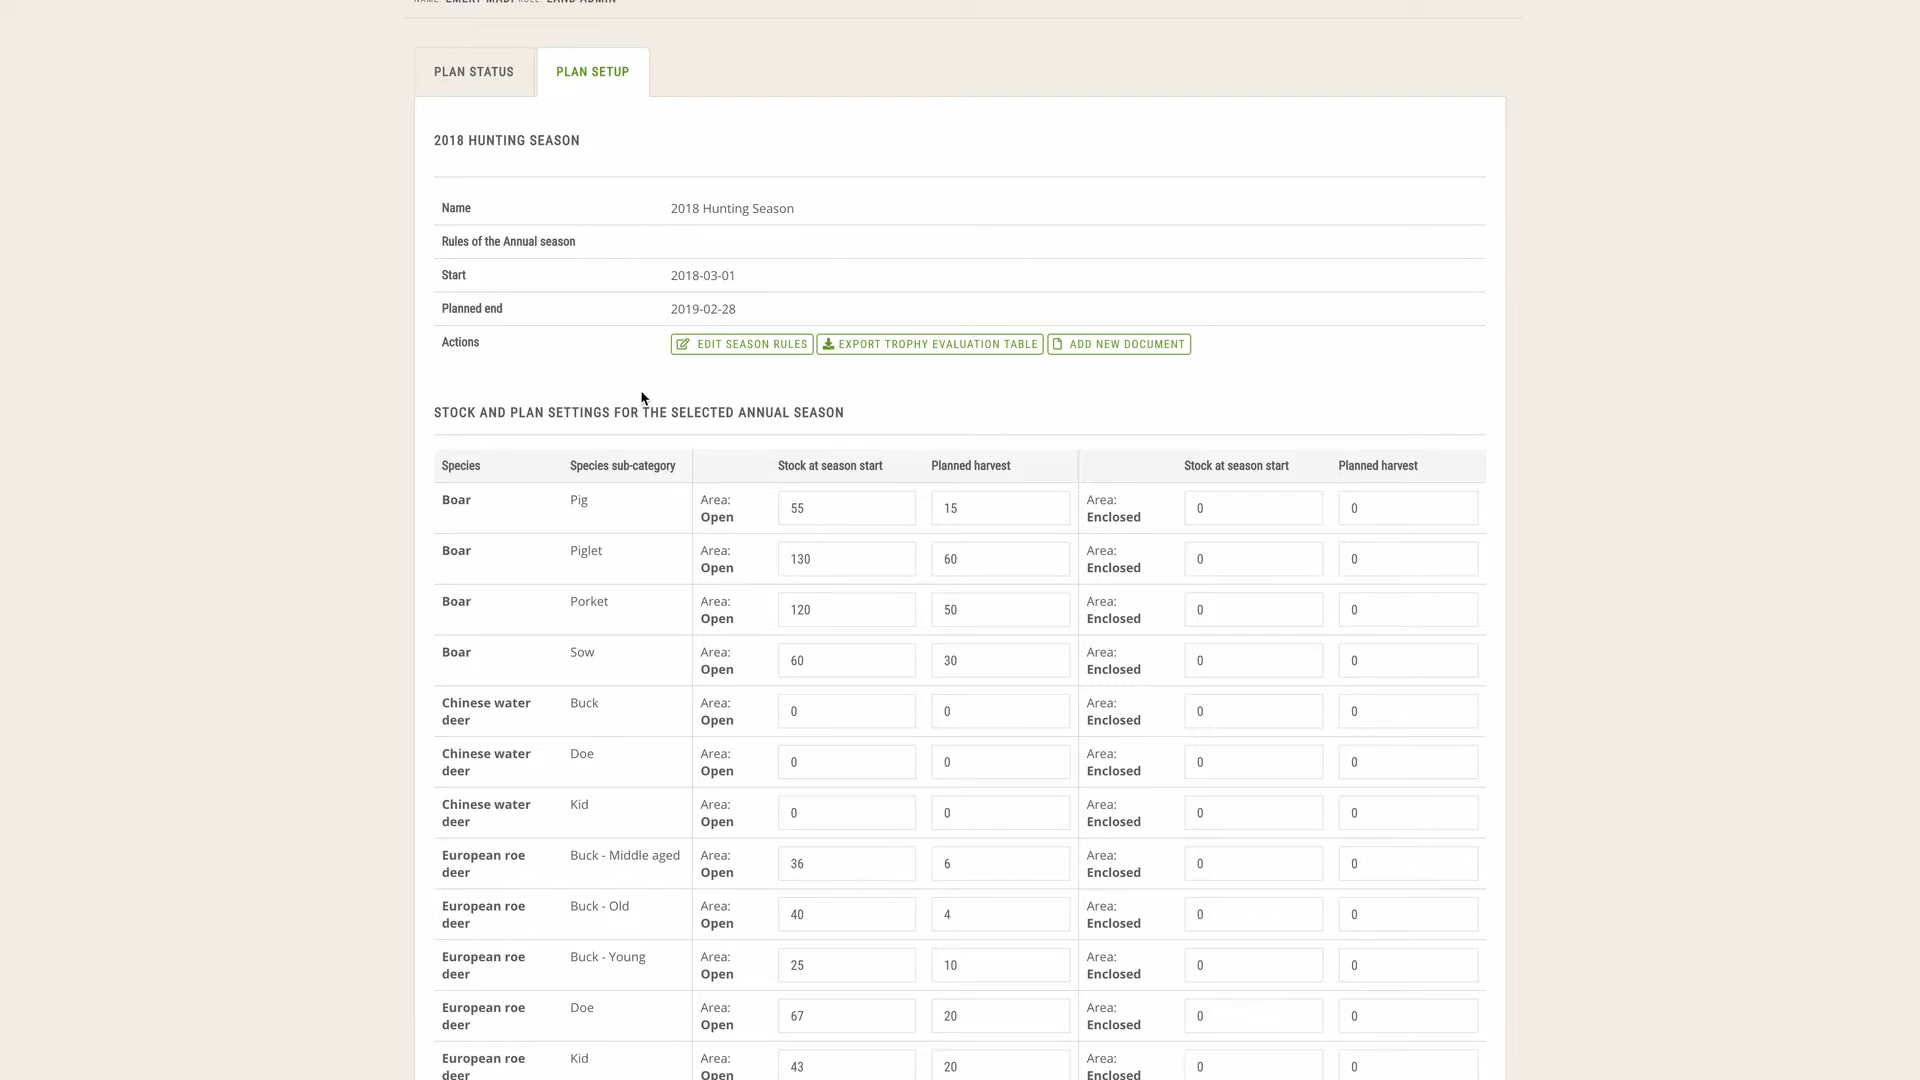 NAME: EMERY MADI ROLE: LAND ADMIN
PLAN STATUS
PLAN SETUP
2018 HUNTING SEASON
Name 2018 Hunting Season
Rules of the Annual season
Start 2018-03-01
Planned end 2019-02-28
Actions EDIT SEASON RULES EXPORT TROPHY EVALUATION TABLE ADD NEW DOCUMENT
STOCK AND PLAN SETTINGS FOR THE SELECTED ANNUAL SEASON
Species Species sub-category Stock at season start Planned harvest Stock at season start Planned harvest
Boar Pig Area: Open 55 15 Area: Enclosed 0 0
Boar Piglet Area: Open 130 60 Area: Enclosed 0 0
Boar Porket Area: Open 120 50 Area: Enclosed 0 0
Boar Sow Area: Open 60 30 Area: Enclosed 0 0
Chinese water deer Buck Area: Open 0 0 Area: Enclosed 0 0
Chinese water deer Doe Area: Open 0 0 Area: Enclosed 0 0
Chinese water deer Kid Area: Open 0 0 Area: Enclosed 0 0
European roe deer Buck - Middle aged Area: Open 36 6 Area: Enclosed 0 0
European roe deer Buck - Old Area: Open 40 4 Area: Enclosed 0 0
European roe deer Buck - Young Area: Open 25 10 Area: Enclosed 0 0
European roe deer Doe Area: Open 67 20 Area: Enclosed 0 0
European roe deer Kid Area: Open 43 20 Area: Enclosed 0 0